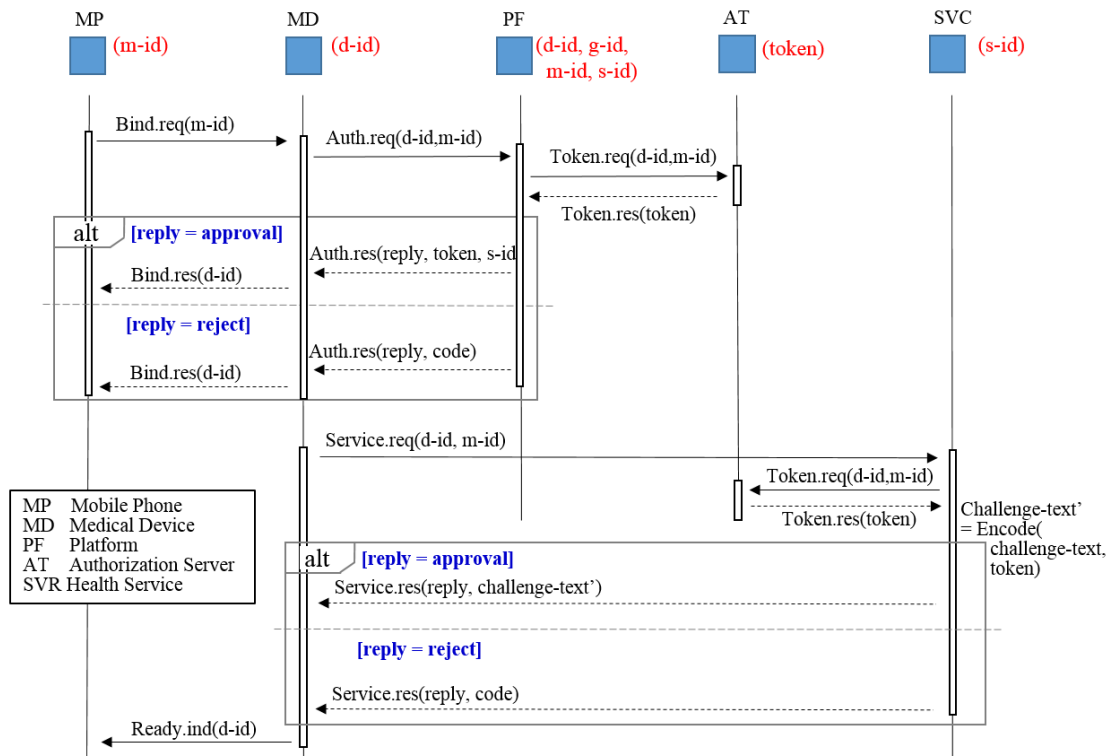 MP
MD
PF
AT
SVC
(m-id)
(d-id)
(d-id, g-id,
m-id, s-id)
(token)
(s-id)
Bind.req(m-id)
Auth.req(d-id,m-id)
Token.req(d-id,m-id)
Token.res(token)
alt
[reply = approval]
Auth.res(reply, token, s-id
Bind.res(d-id)
[reply = reject]
Auth.res(reply, code)
Bind.res(d-id)
Service.req(d-id, m-id)
Token.req(d-id,m-id)
Token.res(token)
Challenge-text’
= Encode(
challenge-text,
token)
MP Mobile Phone
MD Medical Device
PF Platform
AT Authorization Server
SVR Health Service
alt
[reply = approval]
Service.res(reply, challenge-text’)
[reply = reject]
Service.res(reply, code)
Ready.ind(d-id)